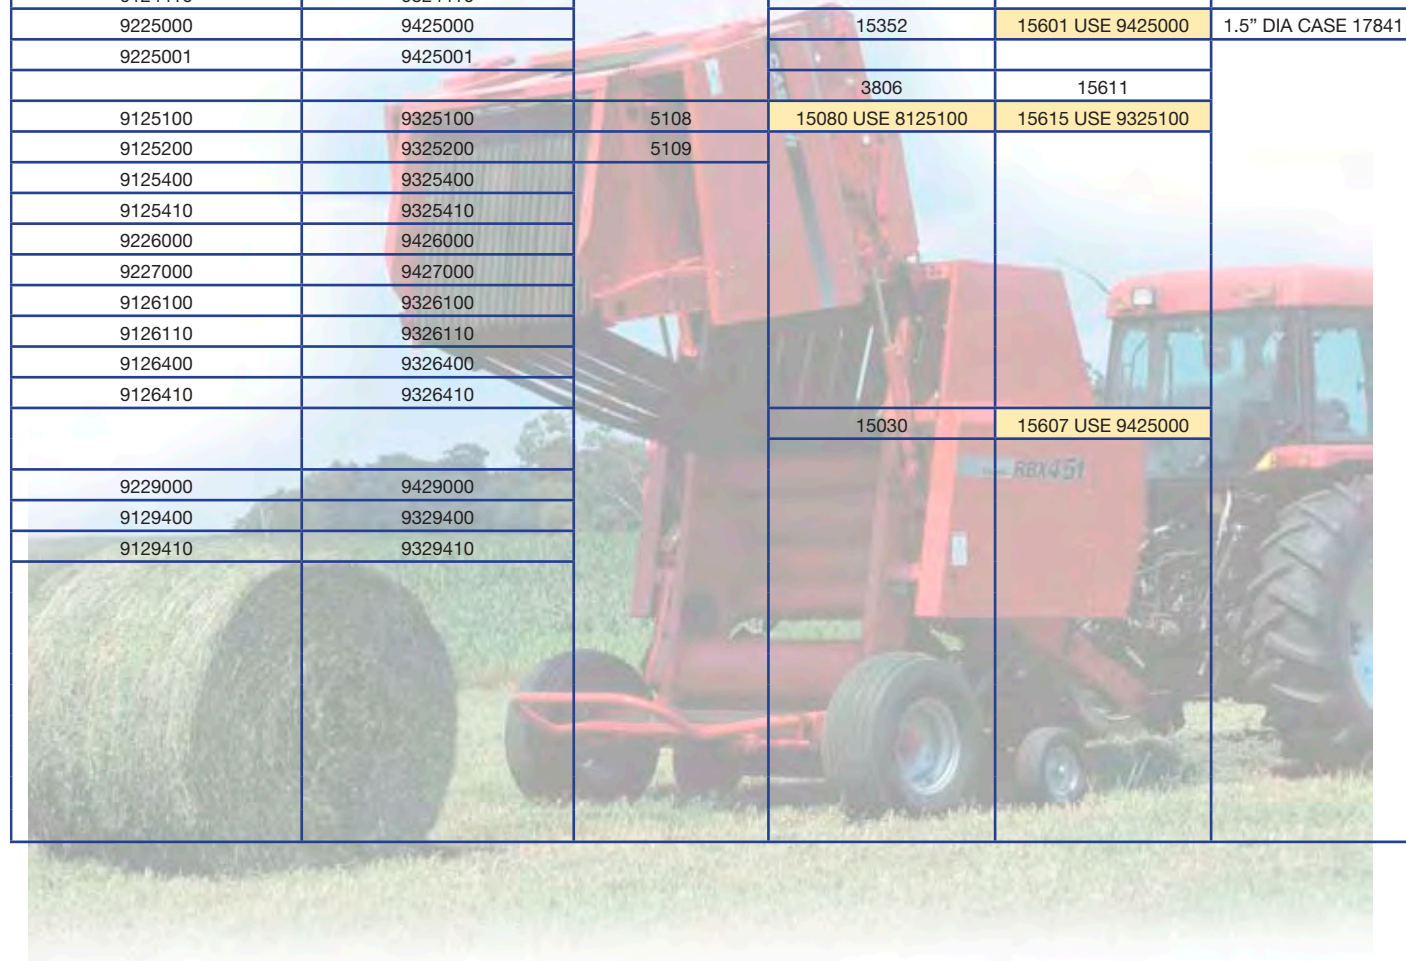 9225000 9425000 15352 15601 USE 9425000 1.5” DIA CASE 17841
9225001 9425001
3806 15611
9125100 9325100 5108 15080 USE 8125100 15615 USE 9325100
9125200 9325200 5109
9125400 9325400
9125410 9325410
9226000 9426000
9227000 9427000
9126100 9326100
9126110 9326110
9126400 9326400
9126410 9326410
15030 15607 USE 9425000
RBX451
9229000 9429000
9129400 9329400
9129410 9329410